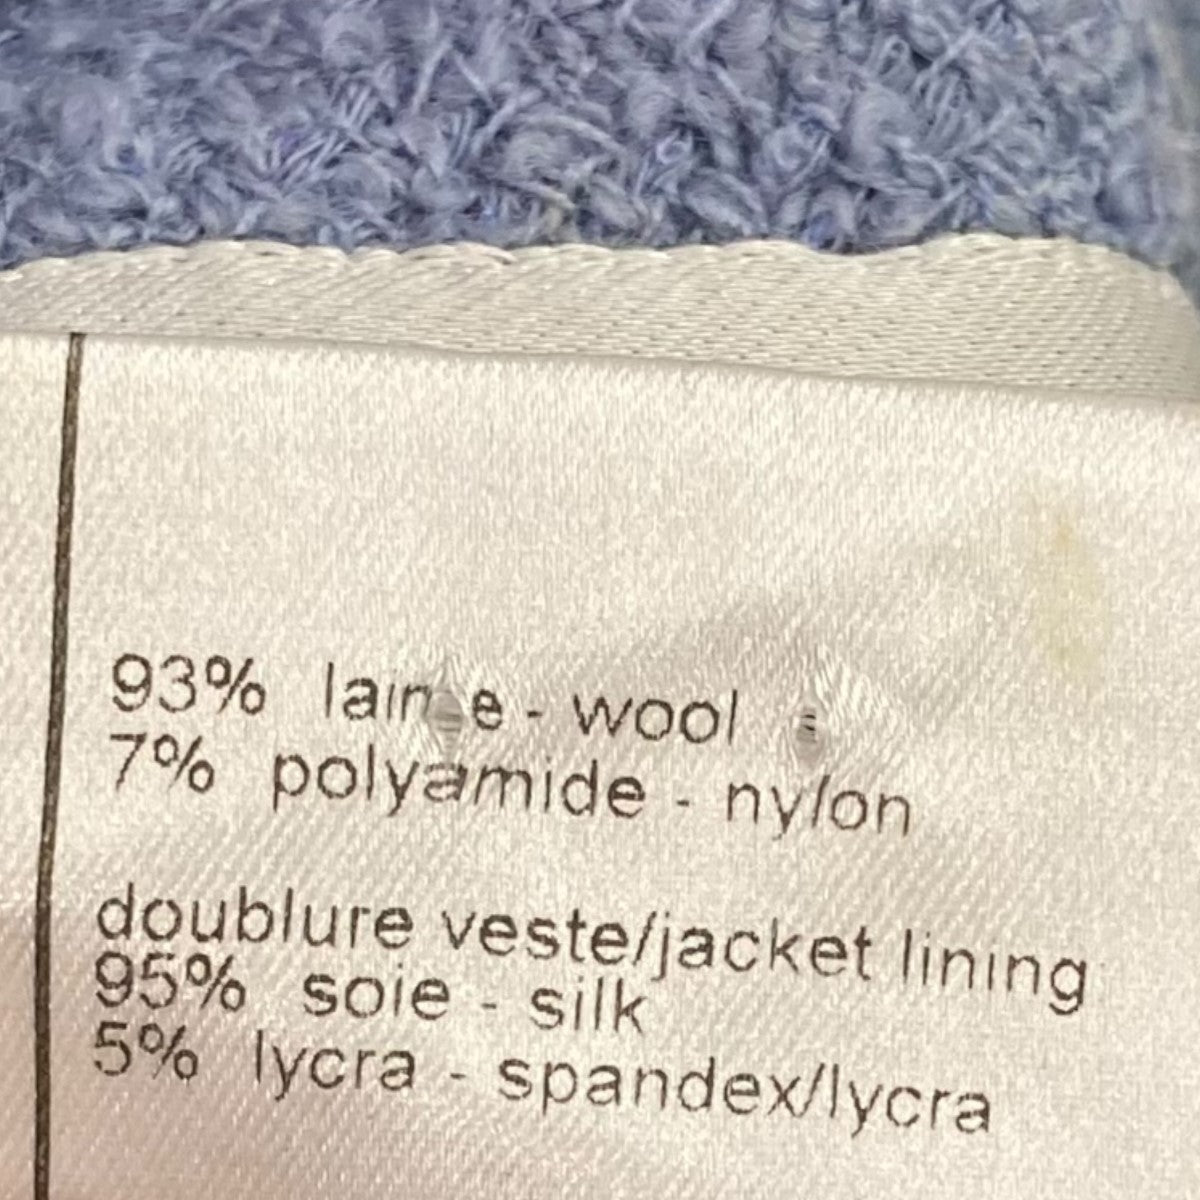 93% laine - wool
7% polyamide - nylon
doublure veste/jacket lining
95% soie - silk
5% lycra - spandex/lycra